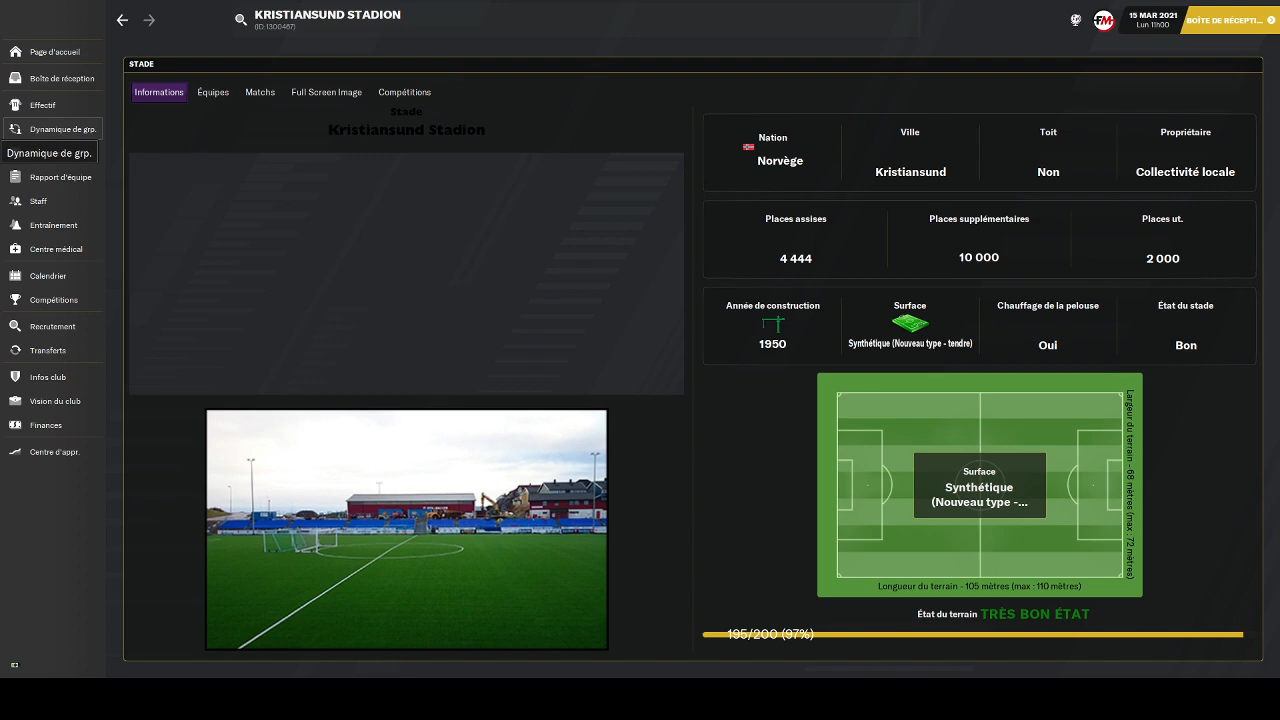 KRISTIANSUND STADION
(ID:1300467)
15 MAR 2021
Lun 11h00
BOÎTE DE RÉCEPTI...
Page d'accueil
Boîte de réception
Effectif
Dynamique de grp.
Dynamique de grp.
Rapport d'équipe
Staff
Entraînement
Centre médical
Calendrier
Compétitions
Recrutement
Transferts
Infos club
Vision du club
Finances
Centre d'appr.
STADE
Informations
Équipes
Matchs
Full Screen Image
Compétitions
Stade
Kristiansund Stadion
Nation
Norvège
Ville
Kristiansund
Toit
Non
Propriétaire
Collectivité locale
Places assises
4 444
Places supplémentaires
10 000
Places ut.
2 000
Année de construction
1950
Surface
Synthétique (Nouveau type - tendre)
Chauffage de la pelouse
Oui
État du stade
Bon
Surface
Synthétique
(Nouveau type -...
Largeur du terrain - 68 mètres (max : 72 mètres)
Longueur du terrain - 105 mètres (max : 110 mètres)
État du terrain TRÈS BON ÉTAT
195/200 (97%)